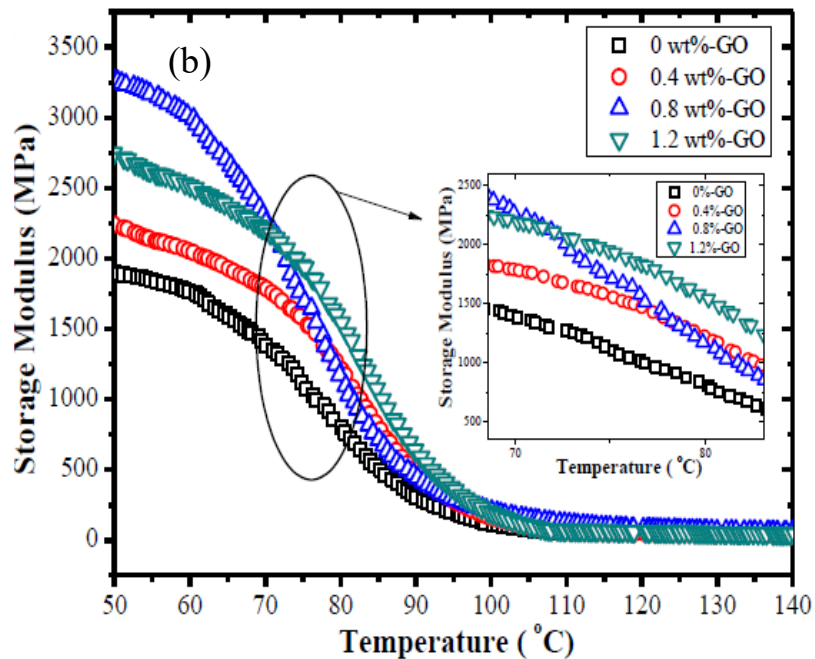 (b)
0 wt%-GO
0.4 wt%-GO
0.8 wt%-GO
1.2 wt%-GO
Storage Modulus (MPa)
3500
3000
2500
2000
1500
1000
500
0
50 60 70 80 90 100 110 120 130 140
Temperature ( °C)
0%-GO
0.4%-GO
0.8%-GO
1.2%-GO
Storage Modulus (MPa)
2500
2000
1500
1000
500
70 80
Temperature ( °C)